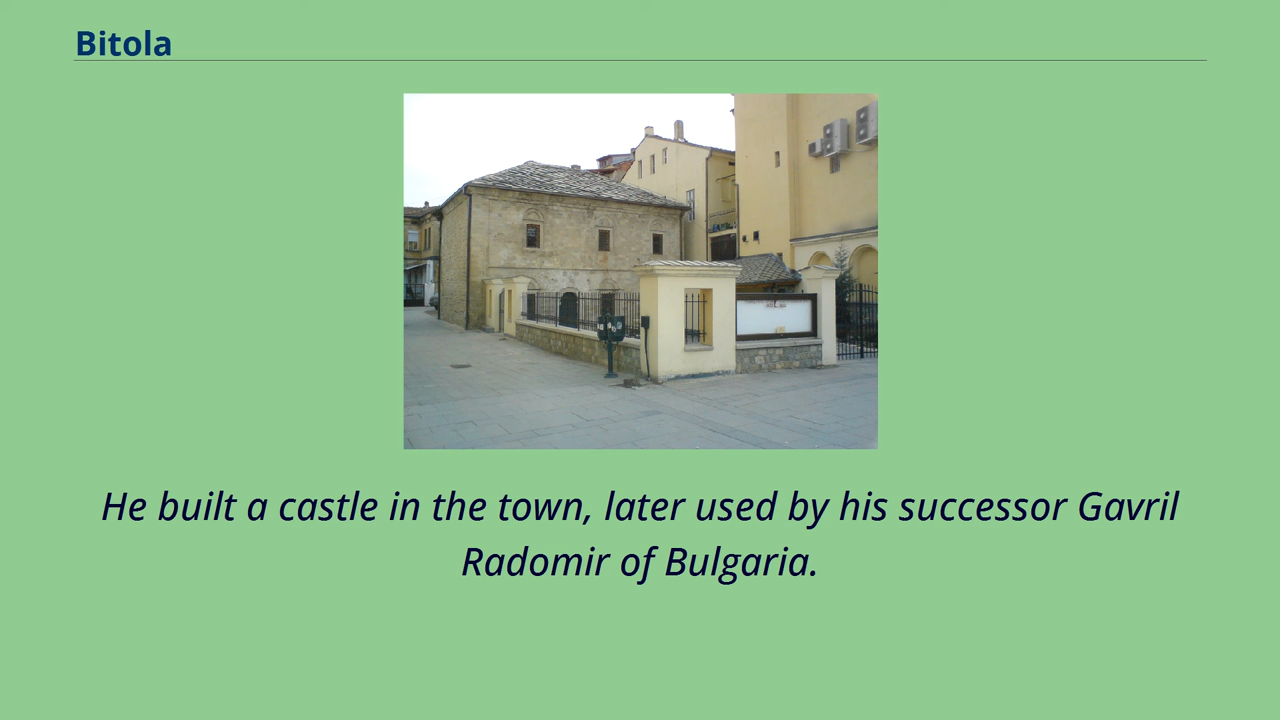 Bitola
He built a castle in the town, later used by his successor Gavril
Radomir of Bulgaria.